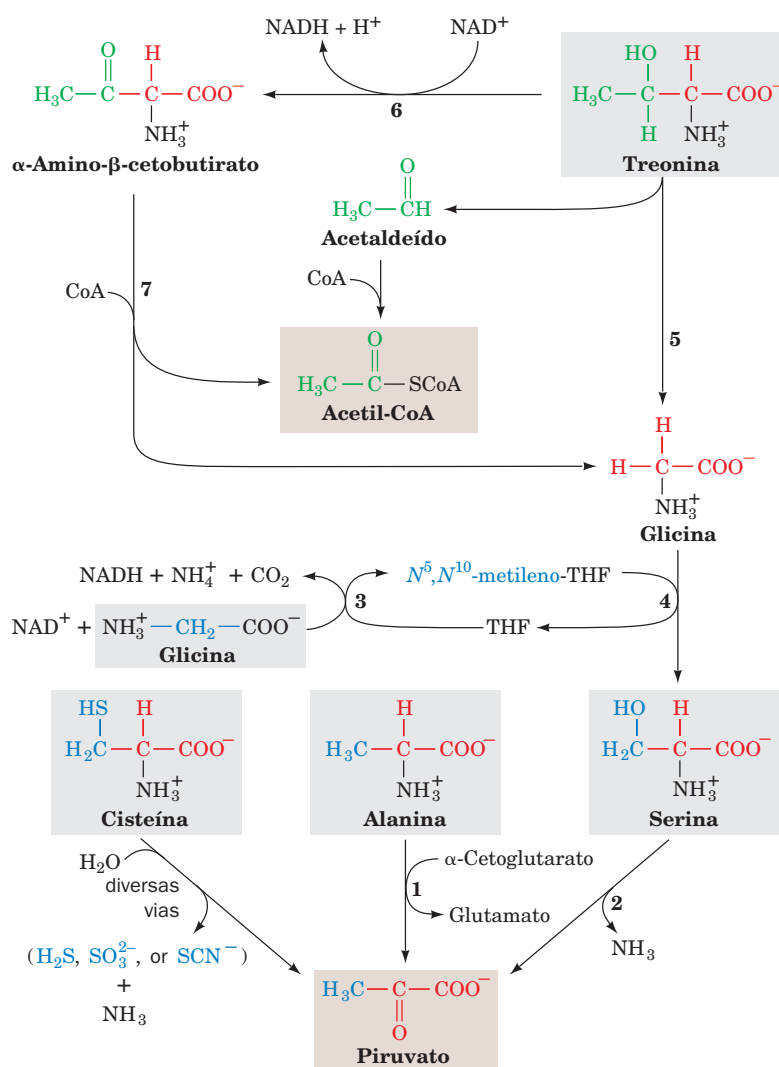 NADH + H⁺ NAD⁺
O H
H₃C—C—C—COO⁻
NH₃⁺
α-Amino-β-cetobutirato
6
HO H
H₃C—C—C—COO⁻
H NH₃⁺
Treonina
O
H₃C—CH
Acetaldeído
CoA 7
CoA
5
O
H₃C—C—SCoA
Acetil-CoA
H
H—C—COO⁻
NH₃⁺
Glicina
NADH + NH₄⁺ + CO₂
N⁵,N¹⁰-metileno-THF
3 4
NAD⁺ + NH₃⁺—CH₂—COO⁻
THF
Glicina
HS H
H₂C—C—COO⁻
NH₃⁺
Cisteína
H
H₃C—C—COO⁻
NH₃⁺
Alanina
HO H
H₂C—C—COO⁻
NH₃⁺
Serina
H₂O
diversas
vias
(H₂S, SO₃²⁻, or SCN⁻)
+
NH₃
α-Cetoglutarato
1
Glutamato
2
NH₃
H₃C—C—COO⁻
O
Piruvato